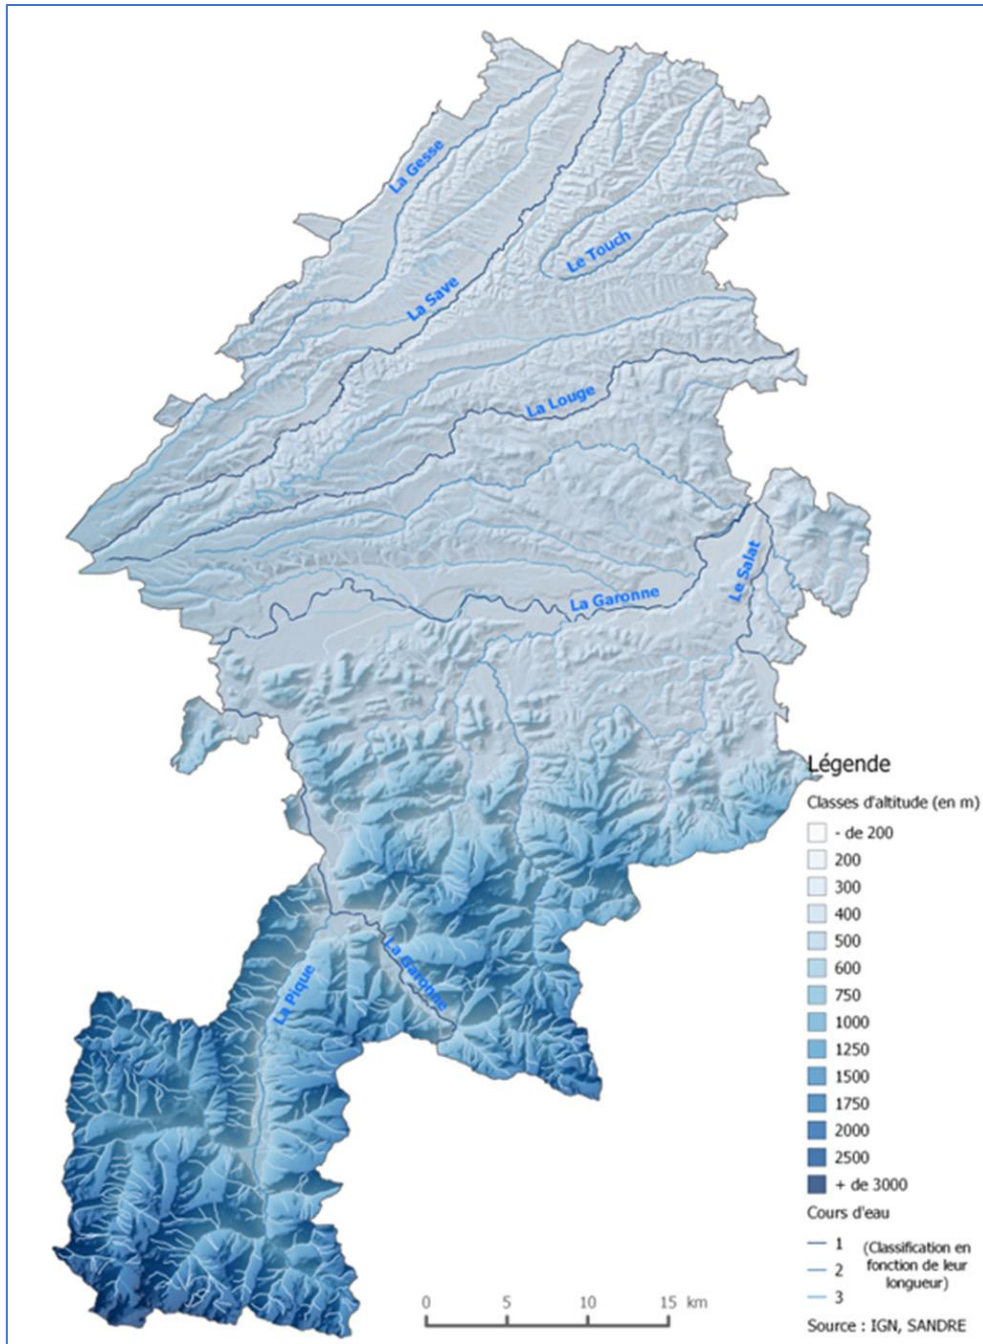 La Gesse
La Save
Le Touch
La Louge
La Garonne
Le Salat
La Garonne
La Pique
Légende
Classes d'altitude (en m)
- de 200
200
300
400
500
600
750
1000
1250
1500
1750
2000
2500
+ de 3000
Cours d'eau
1
2
3
(Classification en
fonction de leur
longueur)
0 5 10 15 km
Source : IGN, SANDRE